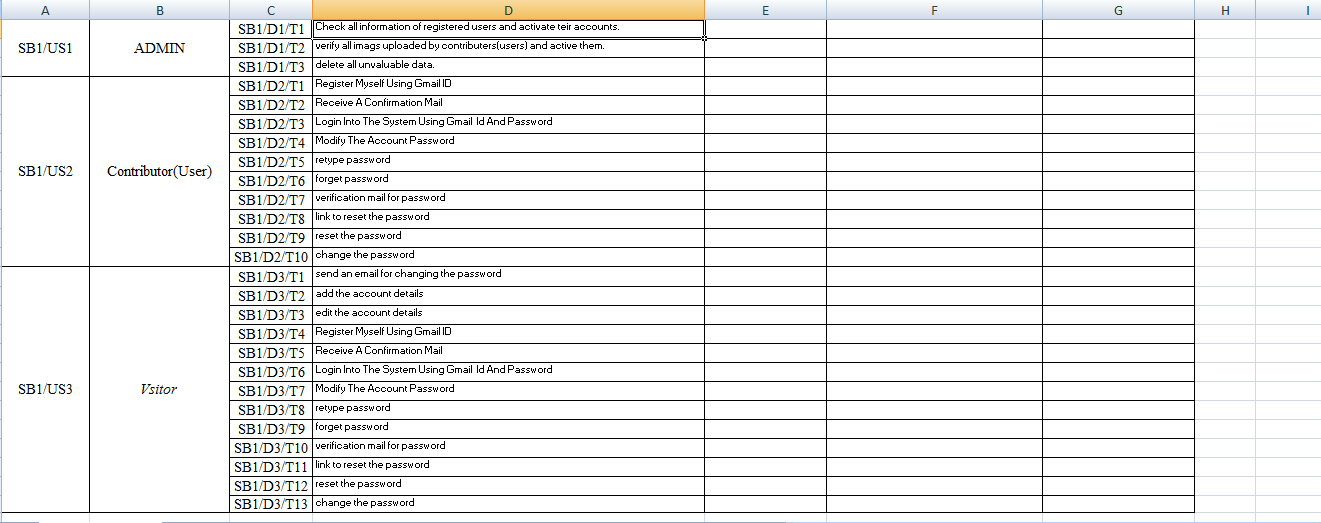 A B C D E F G H I
SB1/D1/T1 Check all information of registered users and activate teir accounts.
SB1/US1 ADMIN SB1/D1/T2 verify all imags uploaded by contributers(users) and active them.
SB1/D1/T3 delete all unvaluable data.
SB1/D2/T1 Register Myself Using Gmail ID
SB1/D2/T2 Receive A Confirmation Mail
SB1/D2/T3 Login Into The System Using Gmail Id And Password
SB1/D2/T4 Modify The Account Password
SB1/D2/T5 retype password
SB1/US2 Contributor(User)
SB1/D2/T6 forget password
SB1/D2/T7 verification mail for password
SB1/D2/T8 link to reset the password
SB1/D2/T9 reset the password
SB1/D2/T10 change the password
SB1/D3/T1 send an email for changing the password
SB1/D3/T2 add the account details
SB1/D3/T3 edit the account details
SB1/D3/T4 Register Myself Using Gmail ID
SB1/D3/T5 Receive A Confirmation Mail
SB1/D3/T6 Login Into The System Using Gmail Id And Password
SB1/US3 Vsitor SB1/D3/T7 Modify The Account Password
SB1/D3/T8 retype password
SB1/D3/T9 forget password
SB1/D3/T10 verification mail for password
SB1/D3/T11 link to reset the password
SB1/D3/T12 reset the password
SB1/D3/T13 change the password